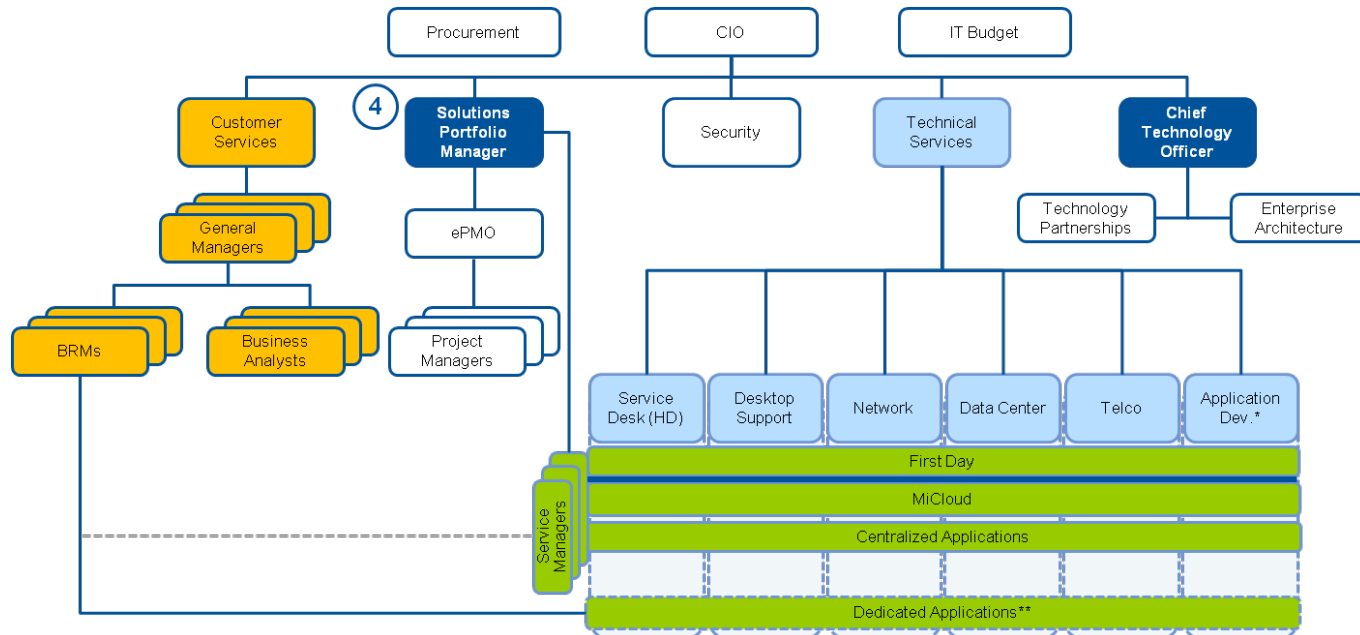 Procurement
CIO
IT Budget
4
Customer
Services
Solutions
Portfolio
Manager
Security
Technical
Services
Chief
Technology
Officer
General
Managers
ePMO
Technology
Partnerships
Enterprise
Architecture
BRMs
Business
Analysts
Project
Managers
Service
Desk (HD)
Desktop
Support
Network
Data Center
Telco
Application
Dev.*
Service
Managers
First Day
MiCloud
Centralized Applications
Dedicated Applications**